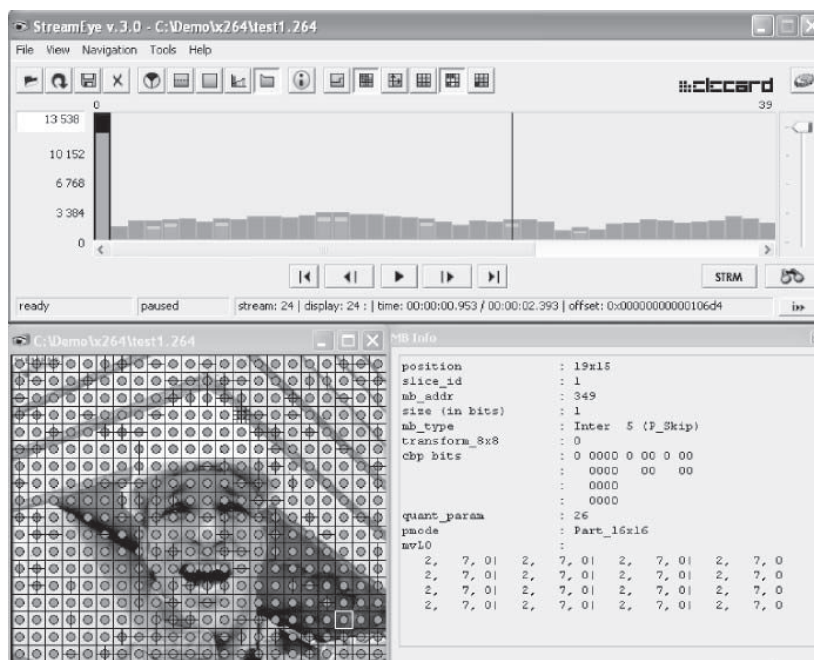 StreamEye v.3.0 - C:\Demo\x264\test1.264
File View Navigation Tools Help
elecard
0 39
13 538
10 152
6 768
3 384
0
STRM
ready paused stream: 24 | display: 24 : | time: 00:00:00.953 / 00:00:02.393 | offset: 0x00000000000106d4
C:\Demo\x264\test1.264
MB Info
position : 19x15
slice_id : 1
mb_addr : 349
size (in bits) : 1
mb_type : Inter 5 (P_Skip)
transform_8x8 : 0
cbp bits : 0 0000 0 00 0 00
: 0000 00 00
: 0000
: 0000
quant_param : 26
pmode : Part_16x16
mvL0 :
2, 7, 0| 2, 7, 0| 2, 7, 0| 2, 7, 0
2, 7, 0| 2, 7, 0| 2, 7, 0| 2, 7, 0
2, 7, 0| 2, 7, 0| 2, 7, 0| 2, 7, 0
2, 7, 0| 2, 7, 0| 2, 7, 0| 2, 7, 0